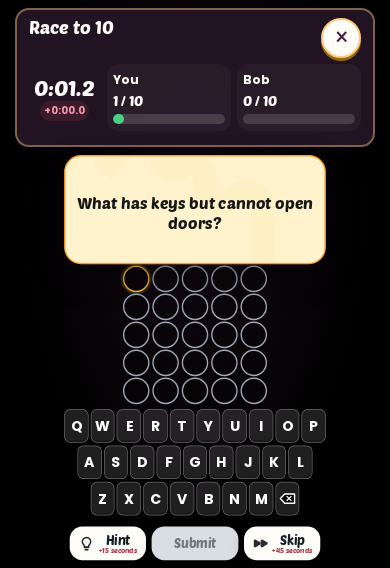 Race to 10
×
0:01.2
+0:00.0
You
1 / 10
Bob
0 / 10
What has keys but cannot open
doors?
Q W E R T Y U I O P
A S D F G H J K L
Z X C V B N M
Hint
+15 seconds
Submit
Skip
+45 seconds